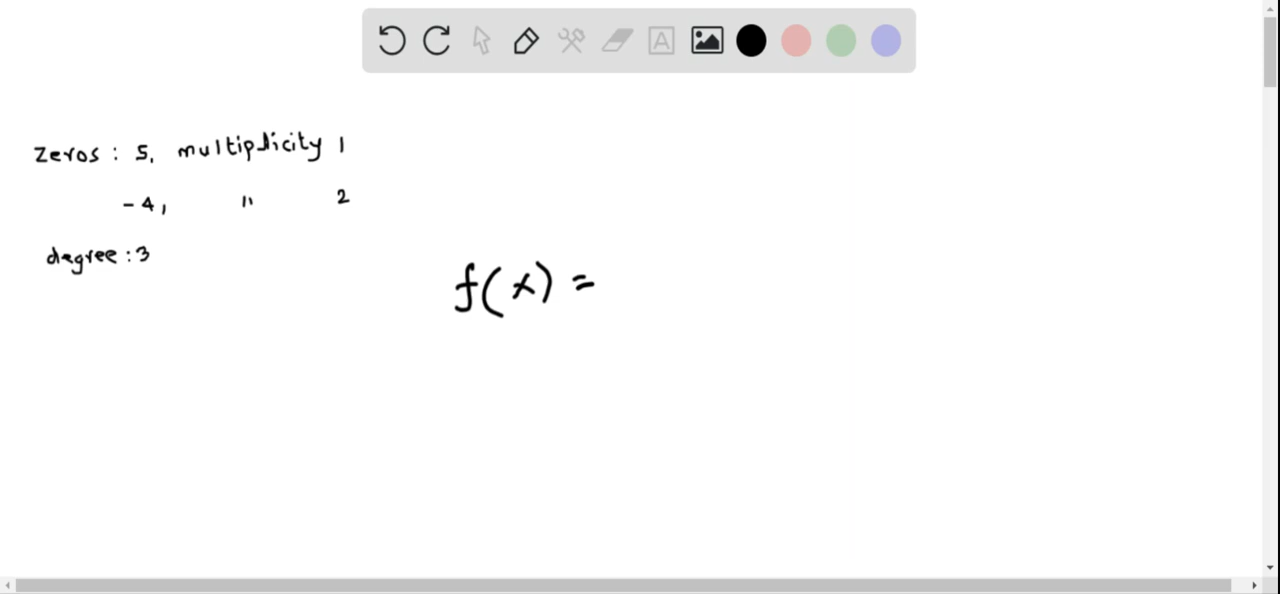 A
zeros : 5, multiplicity 1
-4, " 2
degree : 3
f(x) =